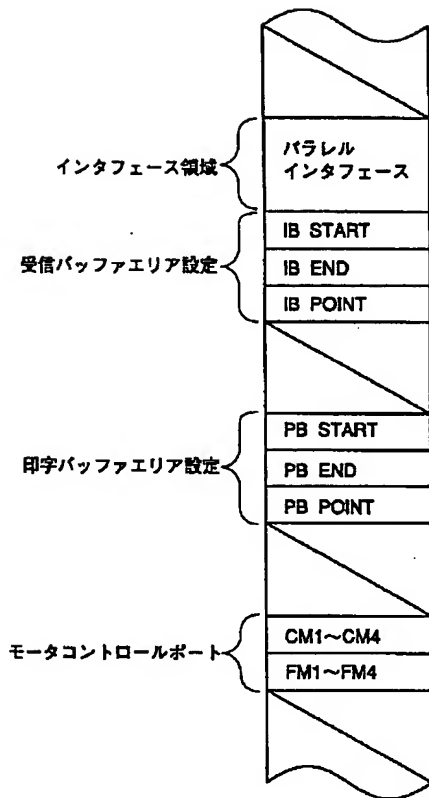 パラレル
インタフェース
インタフェース領域
IB START
受信バッファエリア設定
IB END
IB POINT
PB START
印字バッファエリア設定
PB END
PB POINT
CM1〜CM4
モータコントロールポート
FM1〜FM4